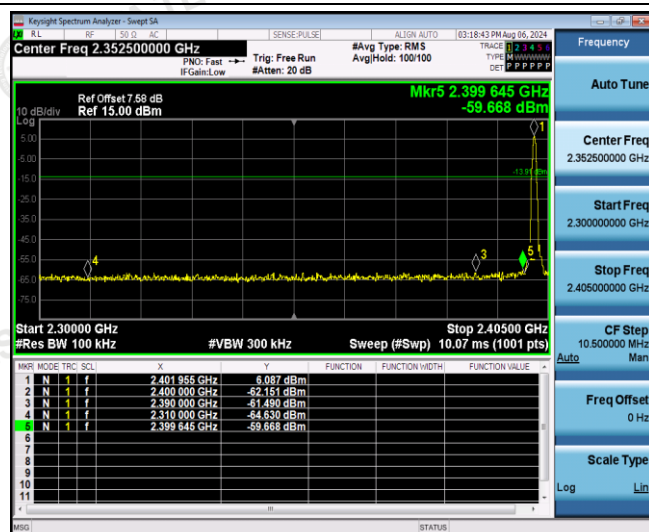 Keysight Spectrum Analyzer - Swept SA
RL RF 50 Ω AC SENSE:PULSE ALIGN AUTO 03:18:43 PM Aug 06, 2024
Center Freq 2.352500000 GHz
PNO: Fast
IFGain:Low
Trig: Free Run
#Atten: 20 dB
#Avg Type: RMS
Avg|Hold: 100/100
TRACE 1 2 3 4 5 6
TYPE MWWWWW
DET P P P P P P
Mkr5 2.399 645 GHz
-59.668 dBm
Ref Offset 7.58 dB
10 dB/div Ref 15.00 dBm
Log
5.00
-5.00
-15.0
-25.0
-35.0
-45.0
-55.0
-65.0
-75.0
1
-13.91 dBm
4
3
5
Start 2.30000 GHz Stop 2.40500 GHz
#Res BW 100 kHz #VBW 300 kHz Sweep (#Swp) 10.07 ms (1001 pts)
MKR MODE TRC SCL X Y FUNCTION FUNCTION WIDTH FUNCTION VALUE
1 N 1 f 2.401 955 GHz 6.087 dBm
2 N 1 f 2.400 000 GHz -62.151 dBm
3 N 1 f 2.390 000 GHz -61.490 dBm
4 N 1 f 2.310 000 GHz -64.630 dBm
5 N 1 f 2.399 645 GHz -59.668 dBm
6
7
8
9
10
11
MSG STATUS
Frequency
Auto Tune
Center Freq
2.352500000 GHz
Start Freq
2.300000000 GHz
Stop Freq
2.405000000 GHz
CF Step
10.500000 MHz
Auto Man
Freq Offset
0 Hz
Scale Type
Log Lin